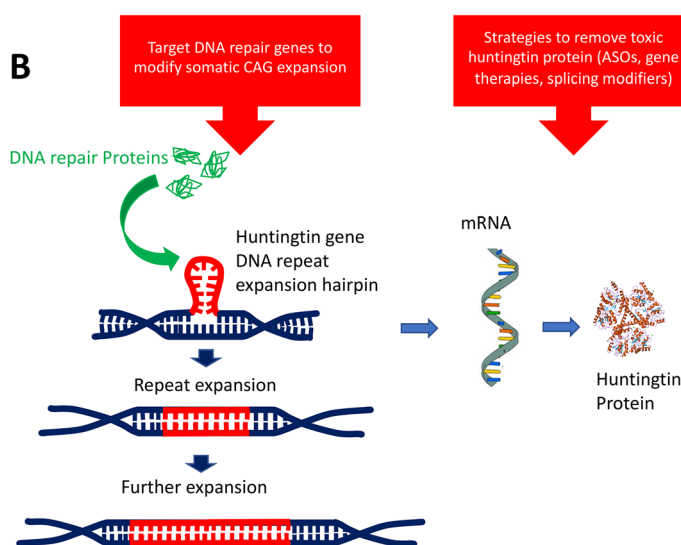 B
Target DNA repair genes to
modify somatic CAG expansion
Strategies to remove toxic
huntingtin protein (ASOs, gene
therapies, splicing modifiers)
DNA repair Proteins
Huntingtin gene
DNA repeat
expansion hairpin
mRNA
Huntingtin
Protein
Repeat expansion
Further expansion